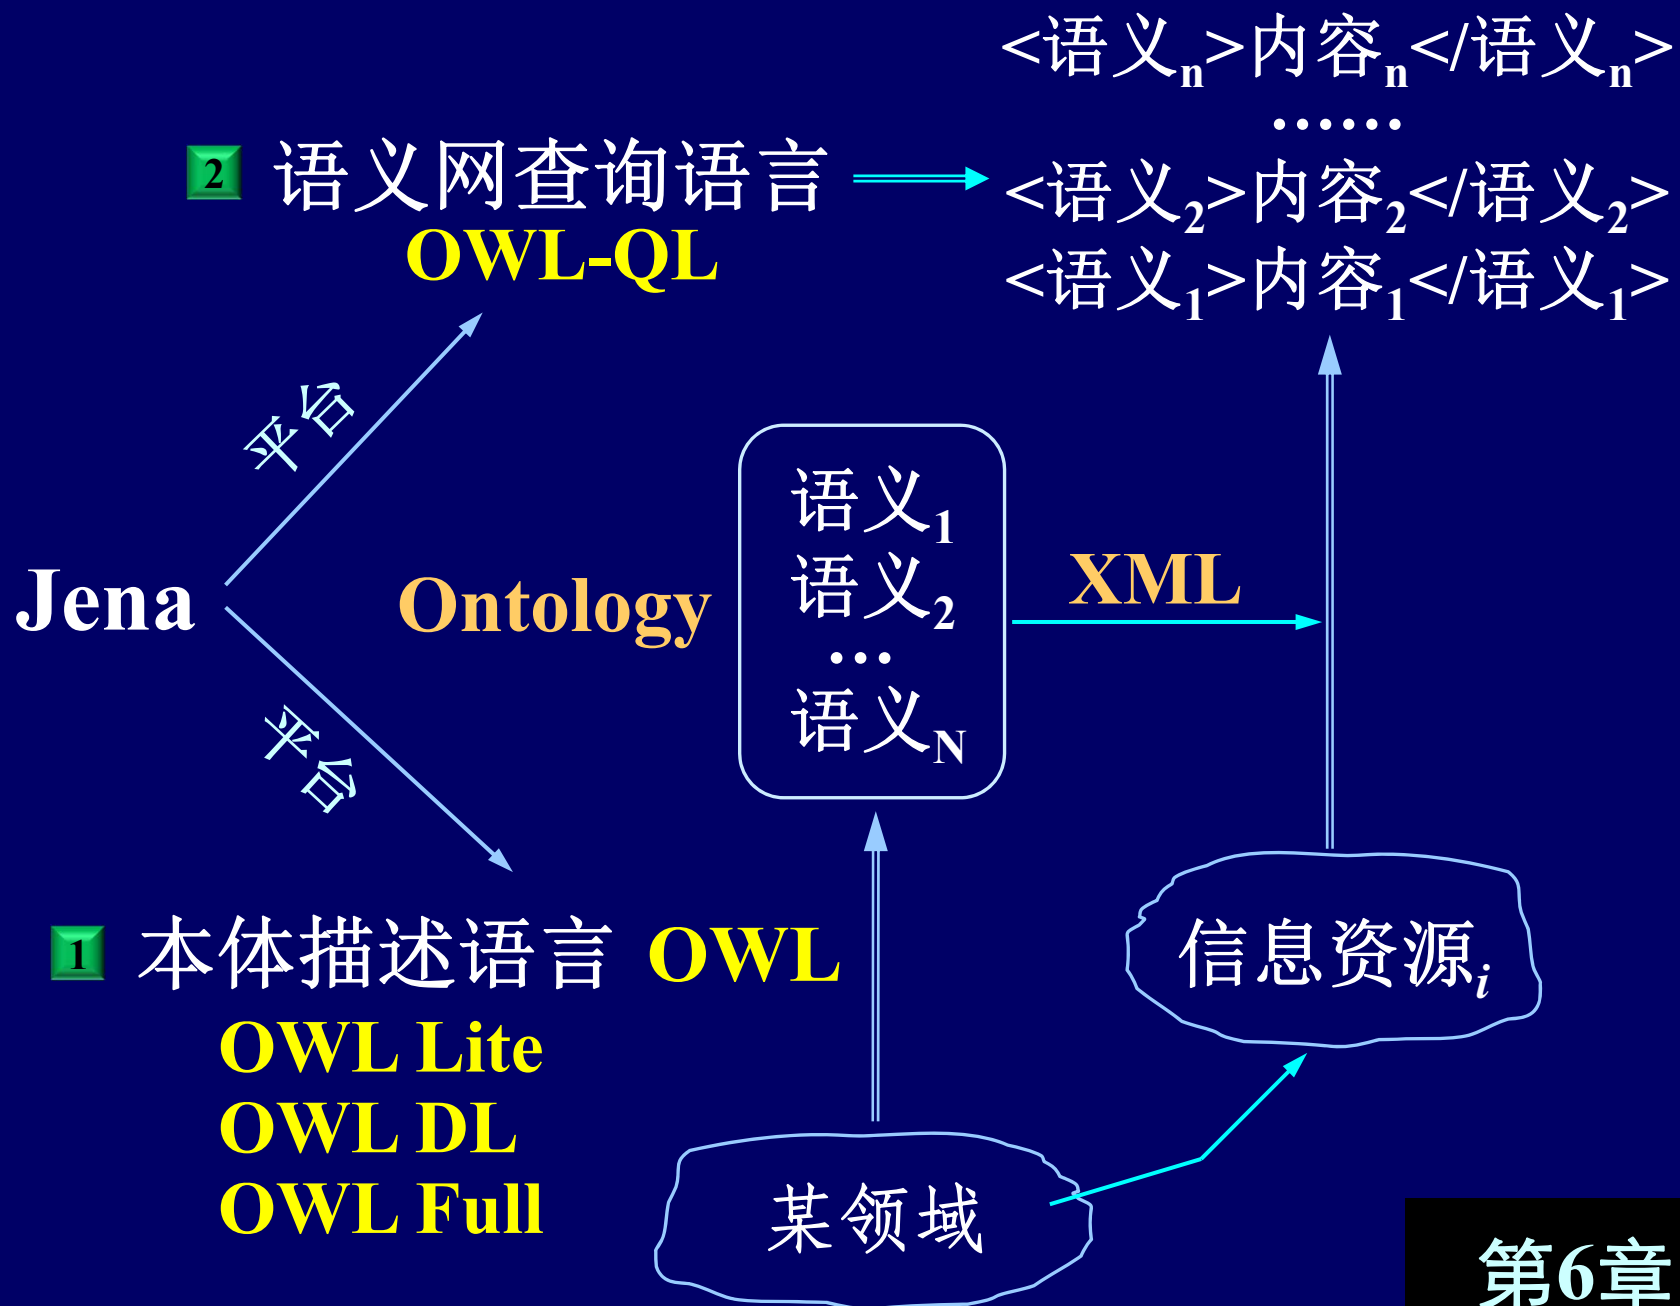 <语义n>内容n</语义n>
……
<语义2>内容2</语义2>
<语义1>内容1</语义1>
2 语义网查询语言
OWL-QL
平台
Jena
平台
Ontology
语义1
语义2
…
语义N
XML
1 本体描述语言 OWL
OWL Lite
OWL DL
OWL Full
信息资源i
某领域
第6章